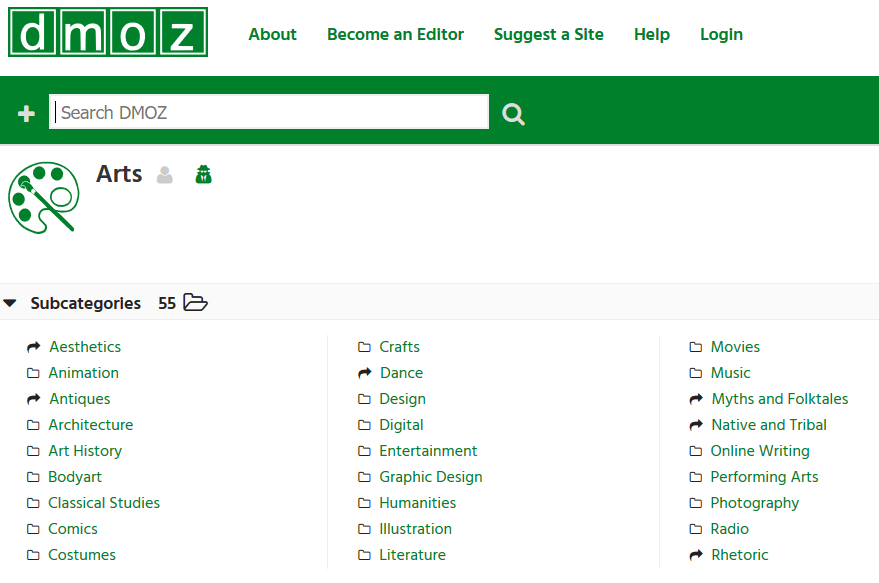 dmoz
About Become an Editor Suggest a Site Help Login
Search DMOZ
Arts
Subcategories 55
Aesthetics
Animation
Antiques
Architecture
Art History
Bodyart
Classical Studies
Comics
Costumes
Crafts
Dance
Design
Digital
Entertainment
Graphic Design
Humanities
Illustration
Literature
Movies
Music
Myths and Folktales
Native and Tribal
Online Writing
Performing Arts
Photography
Radio
Rhetoric